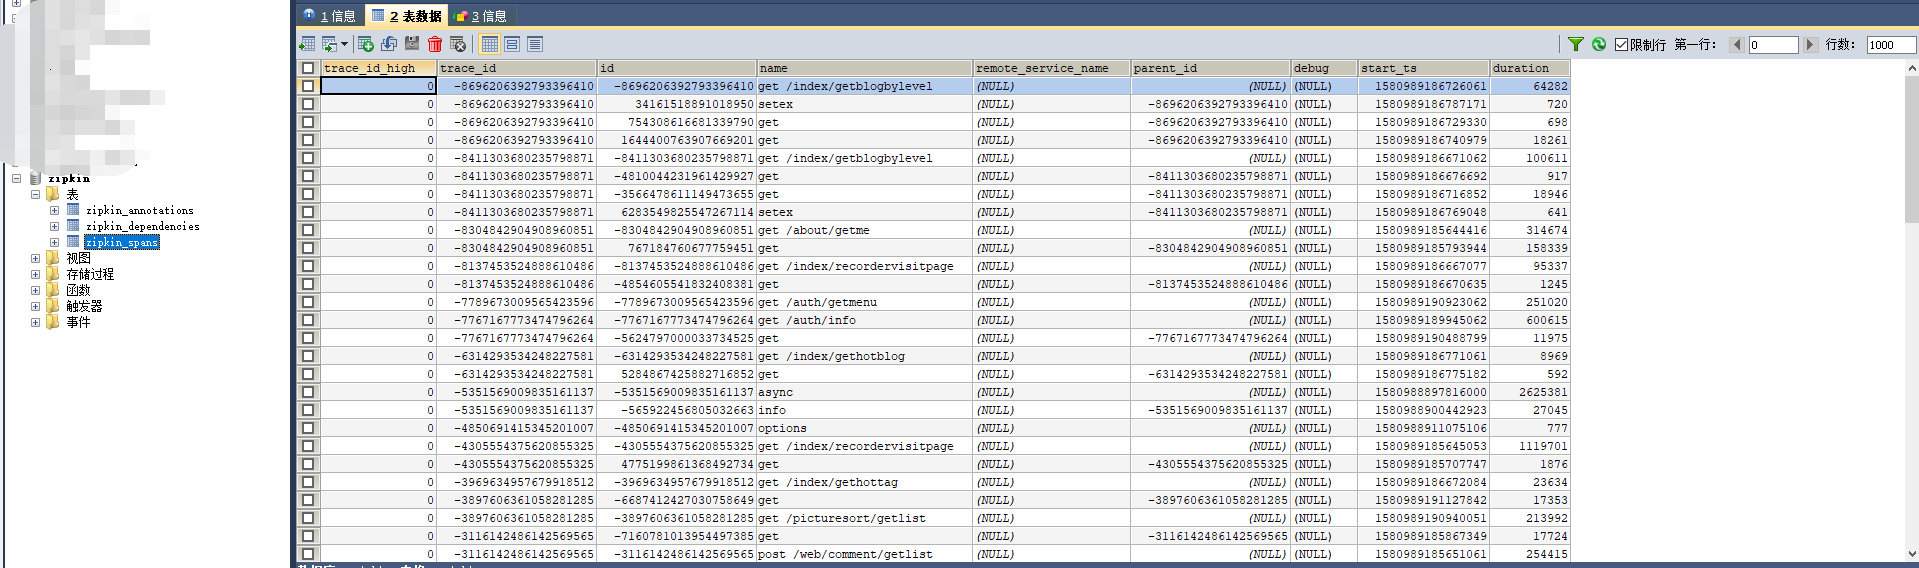 1 信息 2 表数据 3 信息
限制行 第一行: 0 行数: 1000
zipkin
表
zipkin_annotations
zipkin_dependencies
zipkin_spans
视图
存储过程
函数
触发器
事件
trace_id_high trace_id id name remote_service_name parent_id debug start_ts duration
0 -8696206392793396410 -8696206392793396410 get /index/getblogbylevel (NULL) (NULL) (NULL) 1580989186726061 64282
0 -8696206392793396410 34161518891018950 setex (NULL) -8696206392793396410 (NULL) 1580989186787171 720
0 -8696206392793396410 754308616681339790 get (NULL) -8696206392793396410 (NULL) 1580989186729330 698
0 -8696206392793396410 1644400763907669201 get (NULL) -8696206392793396410 (NULL) 1580989186740979 18261
0 -8411303680235798871 -8411303680235798871 get /index/getblogbylevel (NULL) (NULL) (NULL) 1580989186671062 100611
0 -8411303680235798871 -4810044231961429927 get (NULL) -8411303680235798871 (NULL) 1580989186676692 917
0 -8411303680235798871 -3566478611149473655 get (NULL) -8411303680235798871 (NULL) 1580989186716852 18946
0 -8411303680235798871 6283549825547267114 setex (NULL) -8411303680235798871 (NULL) 1580989186769048 641
0 -8304842904908960851 -8304842904908960851 get /about/getme (NULL) (NULL) (NULL) 1580989185644416 314674
0 -8304842904908960851 767184760677759451 get (NULL) -8304842904908960851 (NULL) 1580989185793944 158339
0 -8137453524888610486 -8137453524888610486 get /index/recordervisitpage (NULL) (NULL) (NULL) 1580989186667077 95337
0 -8137453524888610486 -4854605541832408381 get (NULL) -8137453524888610486 (NULL) 1580989186670635 1245
0 -7789673009565423596 -7789673009565423596 get /auth/getmenu (NULL) (NULL) (NULL) 1580989190923062 251020
0 -7767167773474796264 -7767167773474796264 get /auth/info (NULL) (NULL) (NULL) 1580989189945062 600615
0 -7767167773474796264 -5624797000033734525 get (NULL) -7767167773474796264 (NULL) 1580989190488799 11975
0 -6314293534248227581 -6314293534248227581 get /index/gethotblog (NULL) (NULL) (NULL) 1580989186771061 8969
0 -6314293534248227581 5284867425882716852 get (NULL) -6314293534248227581 (NULL) 1580989186775182 592
0 -5351569009835161137 -5351569009835161137 async (NULL) (NULL) (NULL) 1580988897816000 2625381
0 -5351569009835161137 -565922456805032663 info (NULL) -5351569009835161137 (NULL) 1580988900442923 27045
0 -4850691415345201007 -4850691415345201007 options (NULL) (NULL) (NULL) 1580988911075106 777
0 -4305554375620855325 -4305554375620855325 get /index/recordervisitpage (NULL) (NULL) (NULL) 1580989185645053 1119701
0 -4305554375620855325 4775199861368492734 get (NULL) -4305554375620855325 (NULL) 1580989185707747 1876
0 -3969634957679918512 -3969634957679918512 get /index/gethottag (NULL) (NULL) (NULL) 1580989186672084 23634
0 -3897606361058281285 -6687412427030758649 get (NULL) -3897606361058281285 (NULL) 1580989191127842 17353
0 -3897606361058281285 -3897606361058281285 get /picturesort/getlist (NULL) (NULL) (NULL) 1580989190940051 213992
0 -3116142486142569565 -7160781013954497385 get (NULL) -3116142486142569565 (NULL) 1580989185867349 17724
0 -3116142486142569565 -3116142486142569565 post /web/comment/getlist (NULL) (NULL) (NULL) 1580989185651061 254415